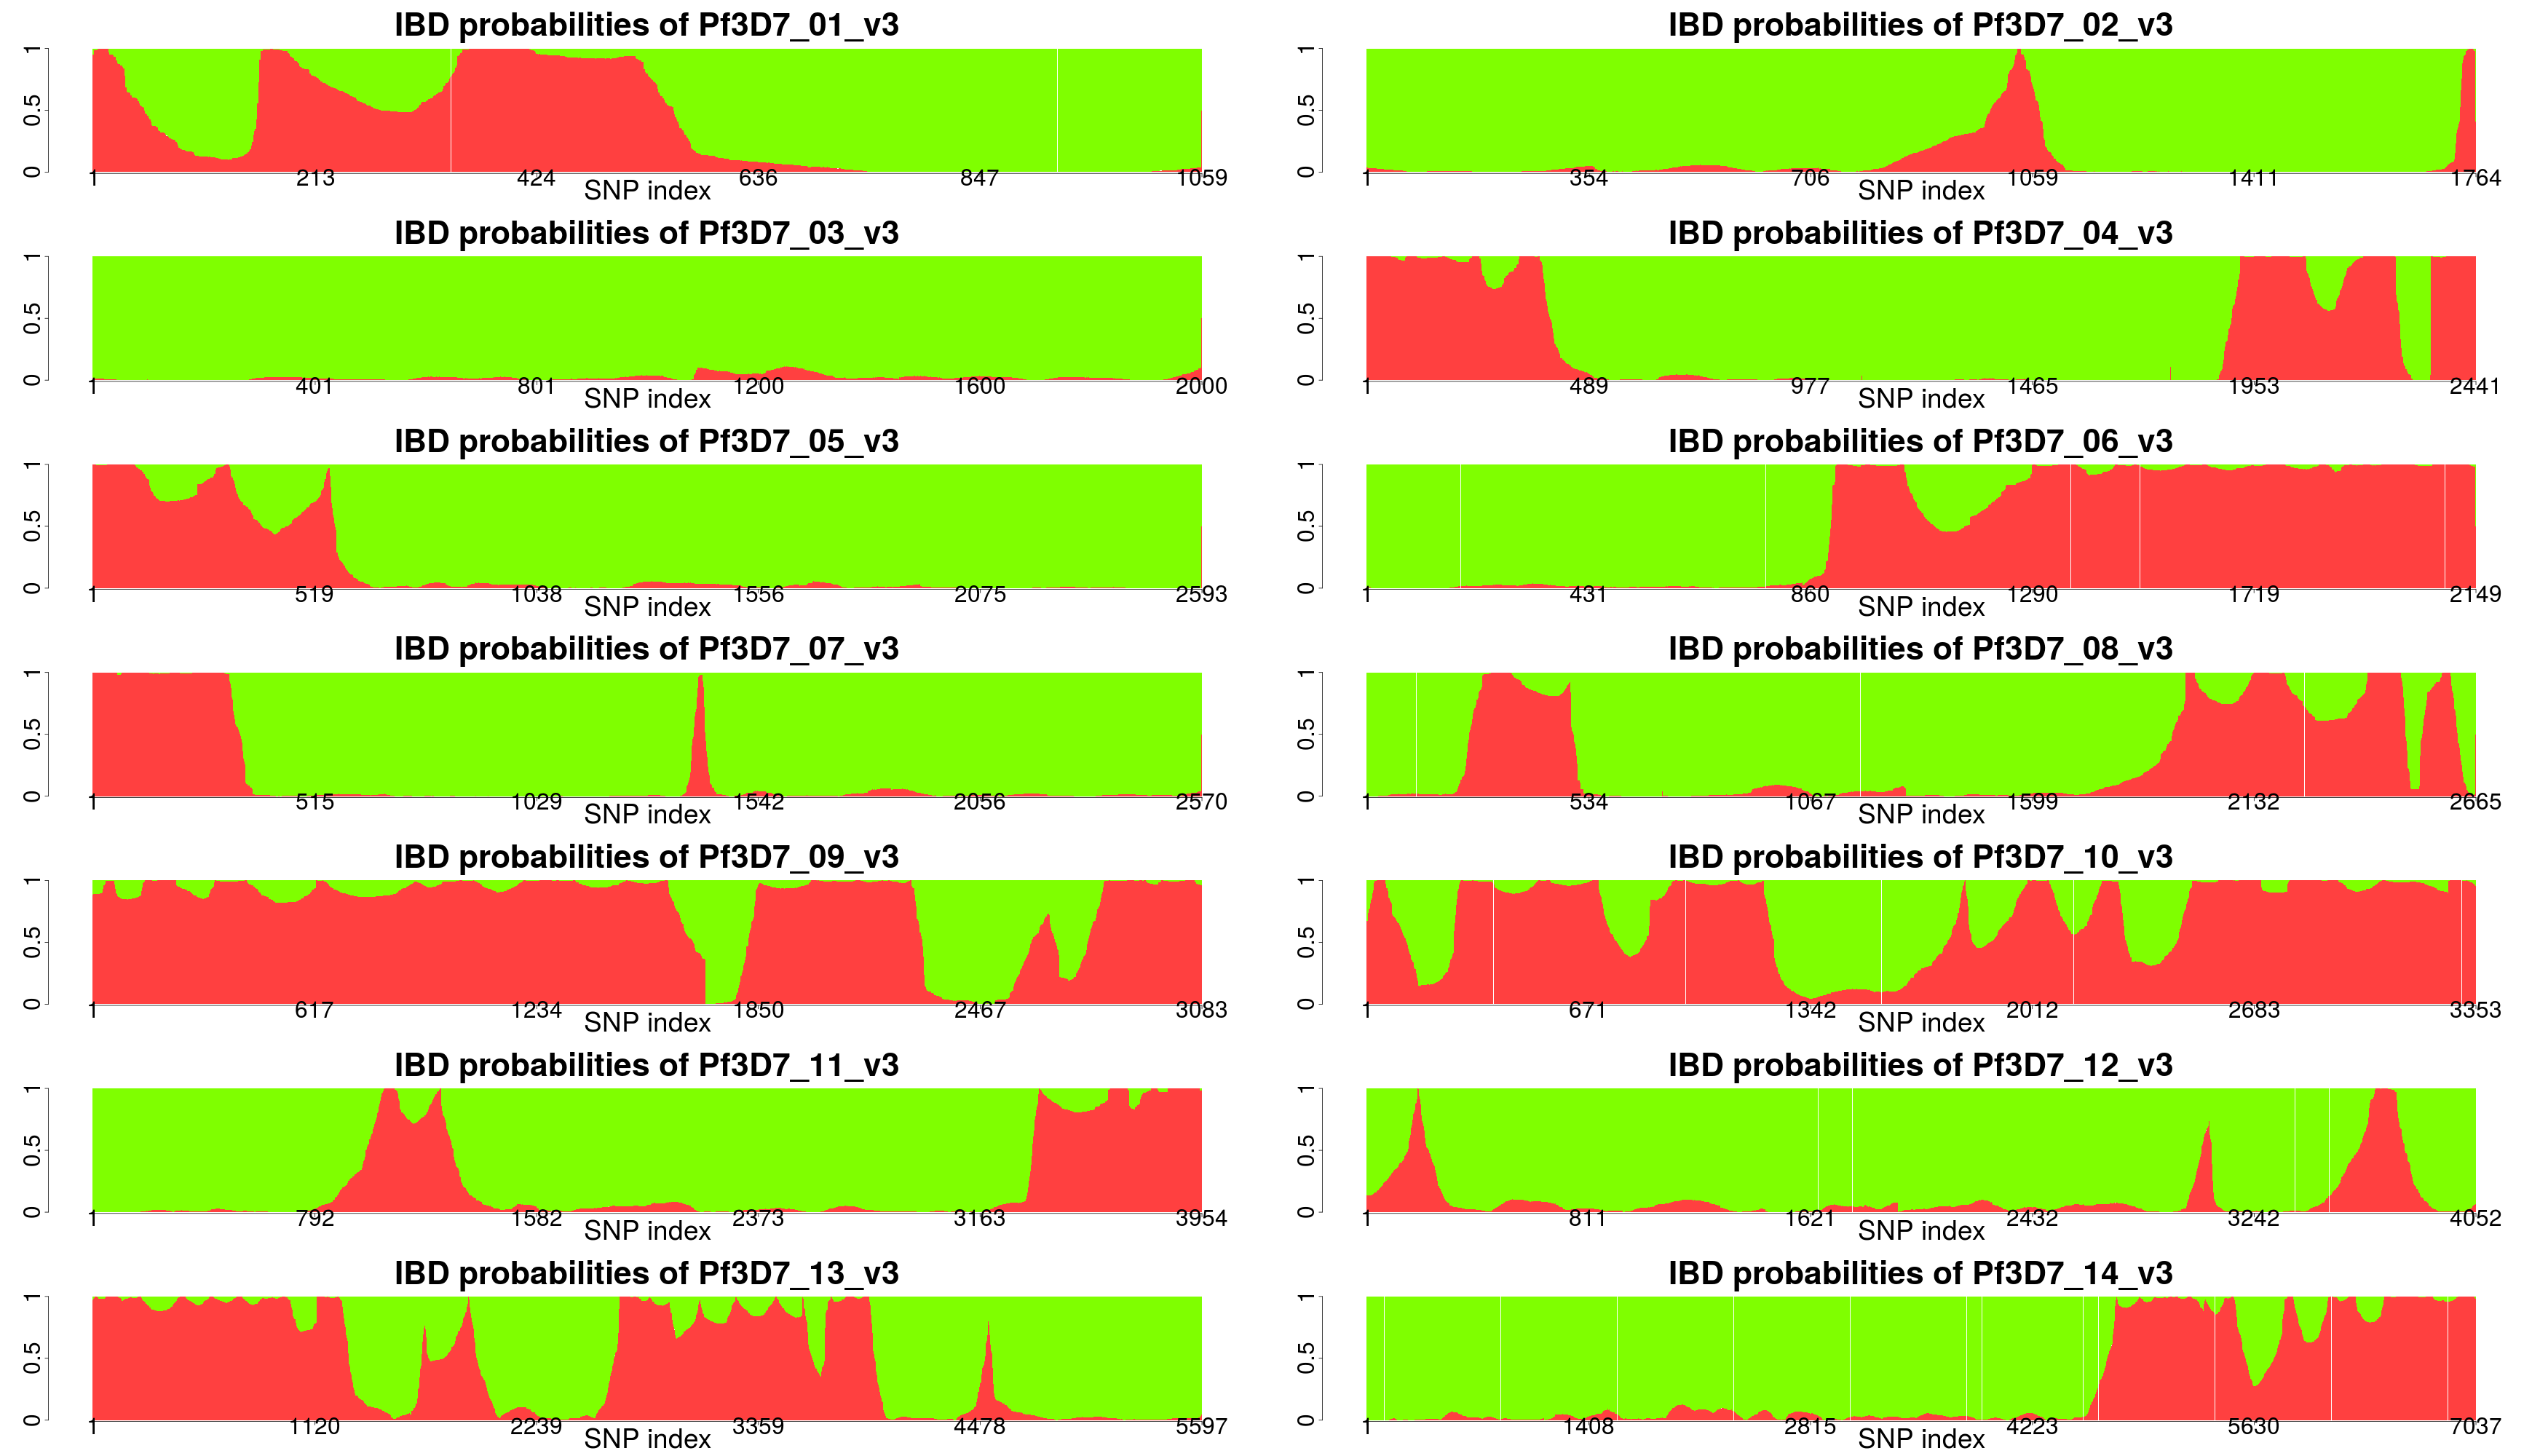 IBD probabilities of Pf3D7_01_v3
0 0.5 1
1 213 424 636 847 1059
SNP index
IBD probabilities of Pf3D7_02_v3
0 0.5 1
1 354 706 1059 1411 1764
SNP index
IBD probabilities of Pf3D7_03_v3
0 0.5 1
1 401 801 1200 1600 2000
SNP index
IBD probabilities of Pf3D7_04_v3
0 0.5 1
1 489 977 1465 1953 2441
SNP index
IBD probabilities of Pf3D7_05_v3
0 0.5 1
1 519 1038 1556 2075 2593
SNP index
IBD probabilities of Pf3D7_06_v3
0 0.5 1
1 431 860 1290 1719 2149
SNP index
IBD probabilities of Pf3D7_07_v3
0 0.5 1
1 515 1029 1542 2056 2570
SNP index
IBD probabilities of Pf3D7_08_v3
0 0.5 1
1 534 1067 1599 2132 2665
SNP index
IBD probabilities of Pf3D7_09_v3
0 0.5 1
1 617 1234 1850 2467 3083
SNP index
IBD probabilities of Pf3D7_10_v3
0 0.5 1
1 671 1342 2012 2683 3353
SNP index
IBD probabilities of Pf3D7_11_v3
0 0.5 1
1 792 1582 2373 3163 3954
SNP index
IBD probabilities of Pf3D7_12_v3
0 0.5 1
1 811 1621 2432 3242 4052
SNP index
IBD probabilities of Pf3D7_13_v3
0 0.5 1
1 1120 2239 3359 4478 5597
SNP index
IBD probabilities of Pf3D7_14_v3
0 0.5 1
1 1408 2815 4223 5630 7037
SNP index